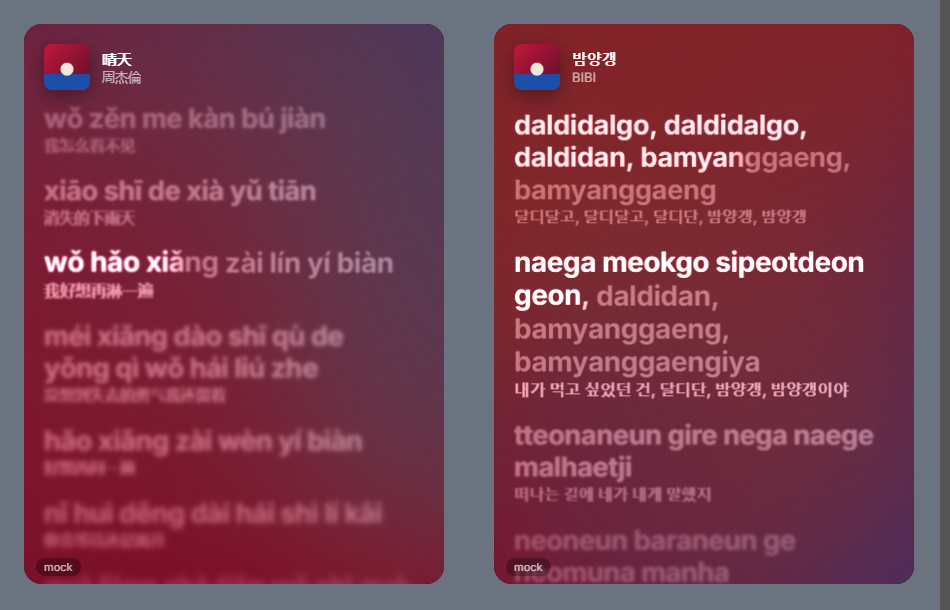 晴天
周杰倫
wǒ zěn me kàn bú jiàn
我怎么看不见
xiāo shī de xià yǔ tiān
消失的下雨天
wǒ hǎo xiǎng zài lín yí biàn
我好想再淋一遍
méi xiǎng dào shī qù de
yǒng qì wǒ hái liú zhe
hǎo xiǎng zài wèn yí biàn
nǐ huì děng dài hái shì lí kāi
mock
밤양갱
BIBI
daldidalgo, daldidalgo,
daldidan, bamyanggaeng,
bamyanggaeng
달디달고, 달디달고, 달디단, 밤양갱, 밤양갱
naega meokgo sipeotdeon
geon, daldidan,
bamyanggaeng,
bamyanggaengiya
내가 먹고 싶었던 건, 달디단, 밤양갱, 밤양갱이야
tteonaneun gire nega naege
malhaetji
떠나는 길에 네가 내게 말했지
neoneun baraneun ge
neomuna manha
mock